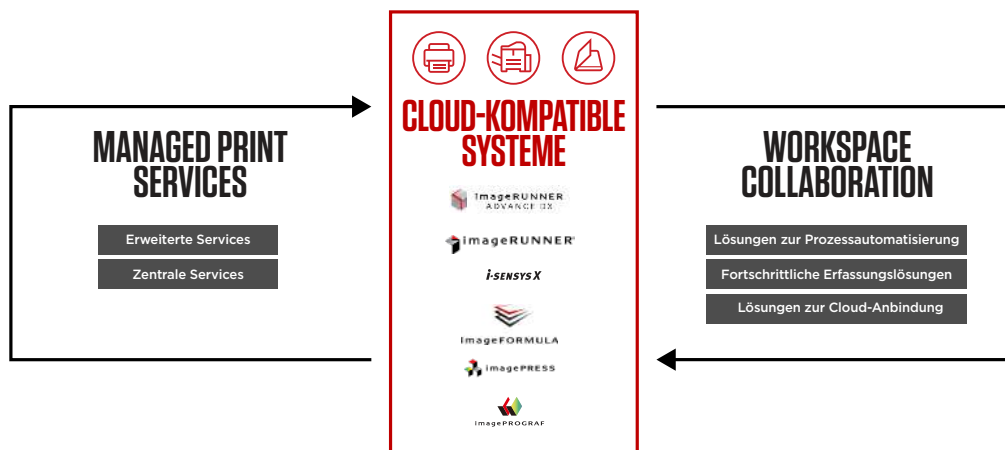 MANAGED PRINT
SERVICES
Erweiterte Services
Zentrale Services
CLOUD-KOMPATIBLE
SYSTEME
imageRUNNER
ADVANCE DX
imageRUNNER
i-SENSYS X
imageFORMULA
imagePRESS
imagePROGRAF
WORKSPACE
COLLABORATION
Lösungen zur Prozessautomatisierung
Fortschrittliche Erfassungslösungen
Lösungen zur Cloud-Anbindung